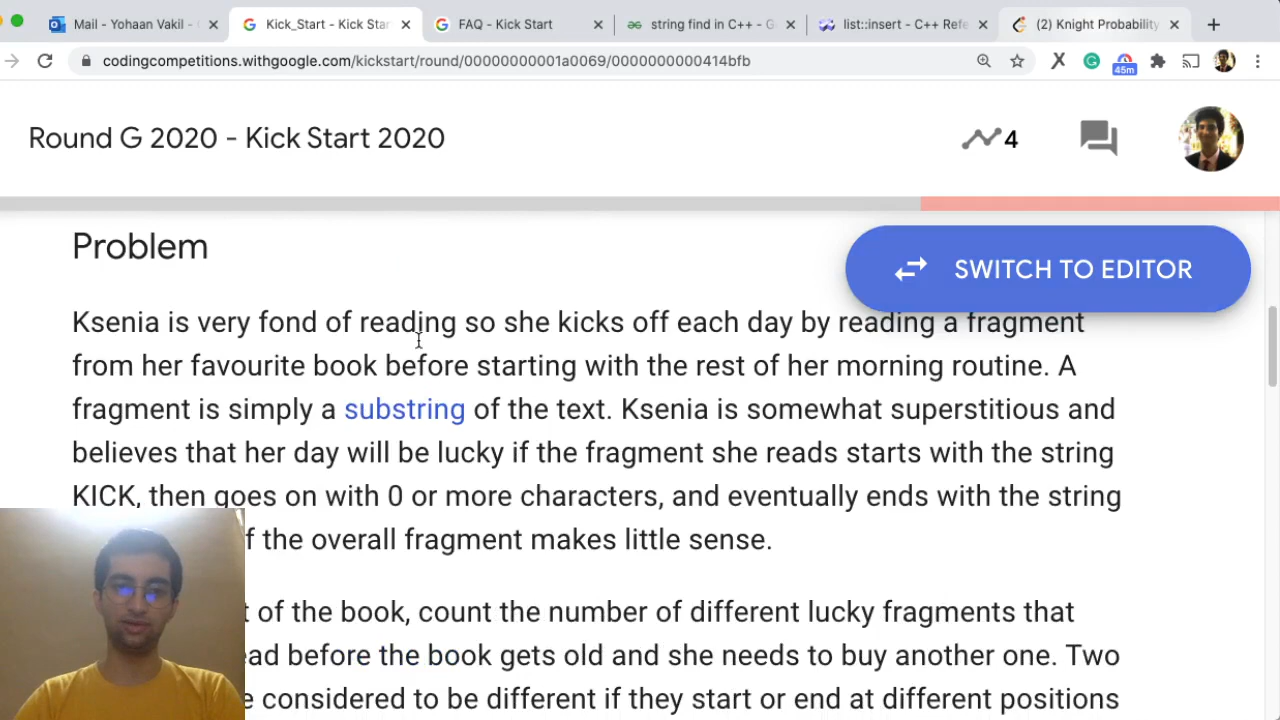 Mail - Yohaan Vakil -
Kick_Start - Kick Star
FAQ - Kick Start
string find in C++ - G
list::insert - C++ Refe
(2) Knight Probability
codingcompetitions.withgoogle.com/kickstart/round/00000000001a0069/0000000000414bfb
45m
Round G 2020 - Kick Start 2020
4
Problem
SWITCH TO EDITOR
Ksenia is very fond of reading so she kicks off each day by reading a fragment
from her favourite book before starting with the rest of her morning routine. A
fragment is simply a substring of the text. Ksenia is somewhat superstitious and
believes that her day will be lucky if the fragment she reads starts with the string
KICK, then goes on with 0 or more characters, and eventually ends with the string
f the overall fragment makes little sense.
t of the book, count the number of different lucky fragments that
ead before the book gets old and she needs to buy another one. Two
e considered to be different if they start or end at different positions